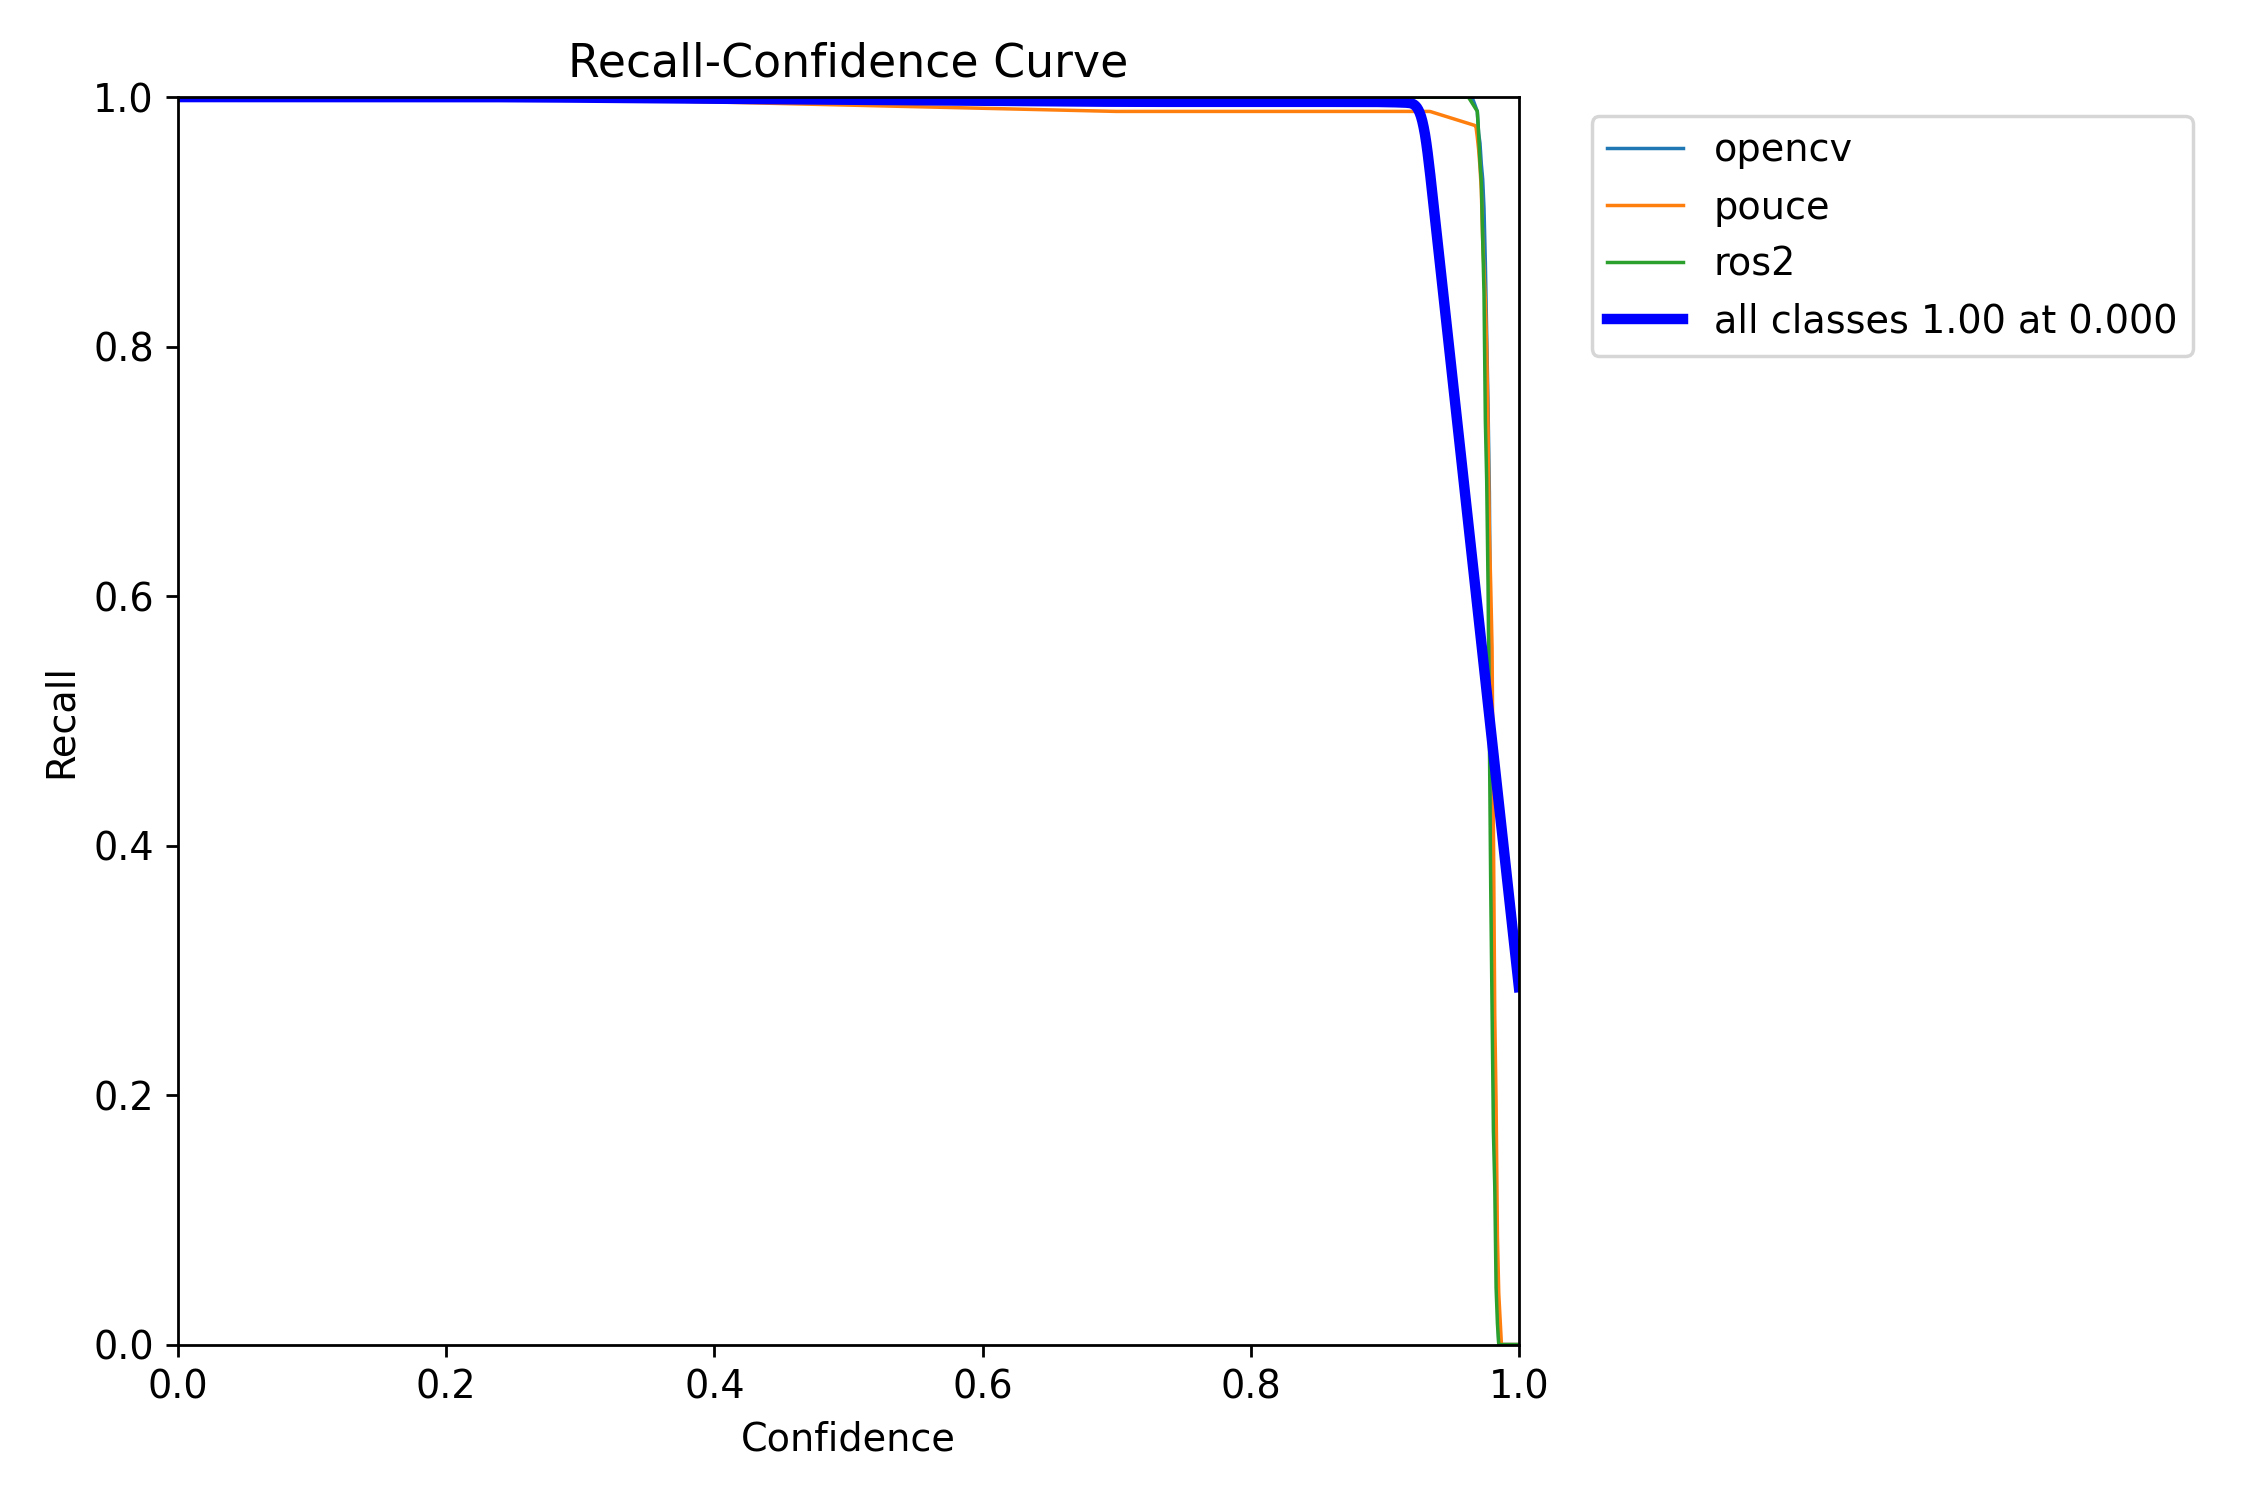 Recall-Confidence Curve
1.0
0.8
0.6
0.4
0.2
0.0
Recall
0.0 0.2 0.4 0.6 0.8 1.0
Confidence
opencv
pouce
ros2
all classes 1.00 at 0.000